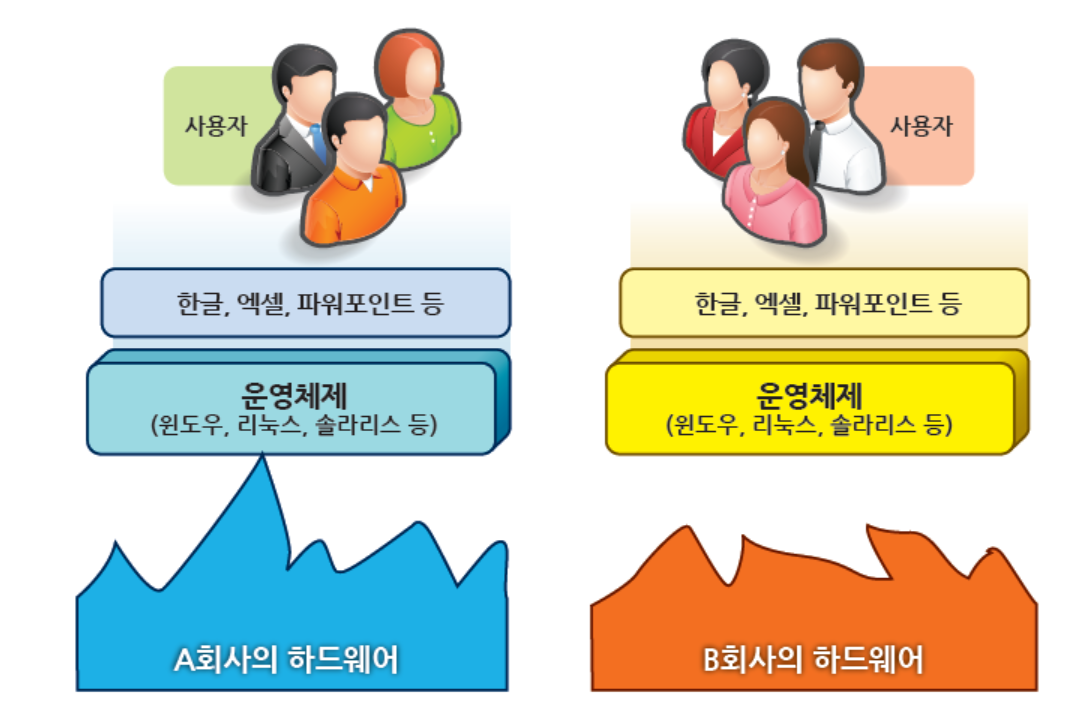 사용자
한글, 엑셀, 파워포인트 등
운영체제
(윈도우, 리눅스, 솔라리스 등)
A회사의 하드웨어
사용자
한글, 엑셀, 파워포인트 등
운영체제
(윈도우, 리눅스, 솔라리스 등)
B회사의 하드웨어